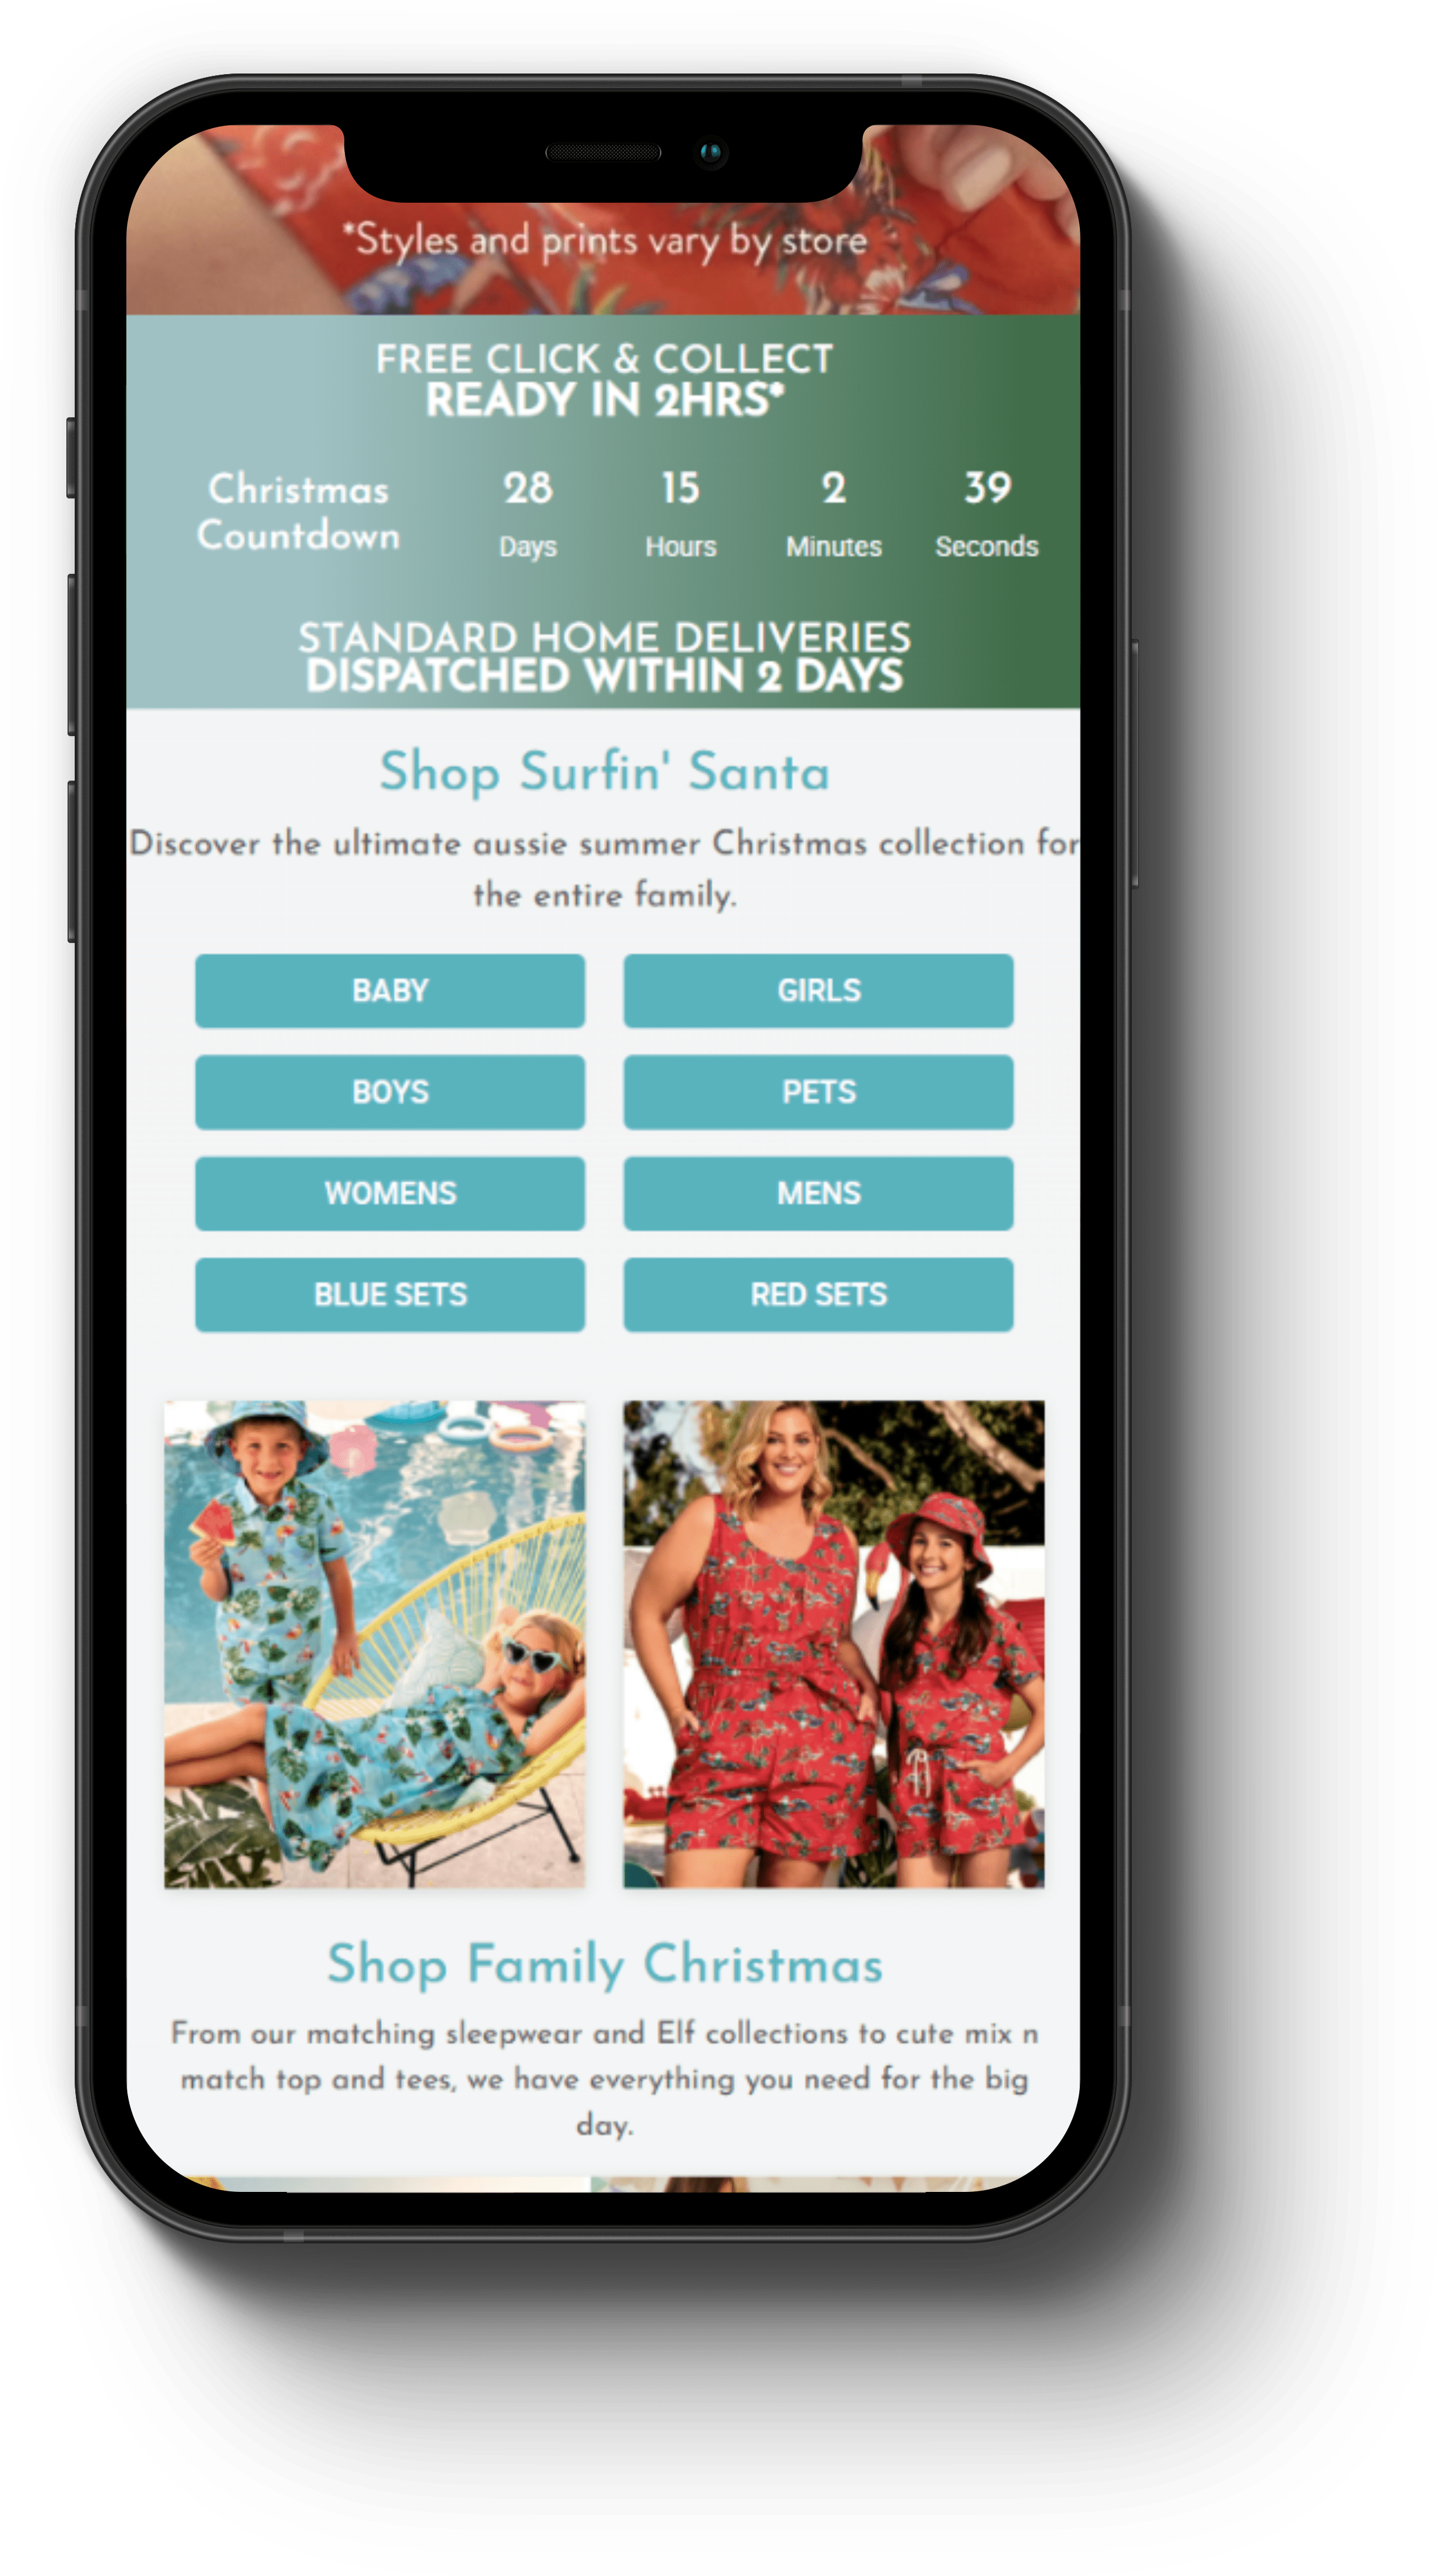 *Styles and prints vary by store
FREE CLICK & COLLECT
READY IN 2HRS*
Christmas
Countdown
28 15 2 39
Days Hours Minutes Seconds
STANDARD HOME DELIVERIES
DISPATCHED WITHIN 2 DAYS
Shop Surfin' Santa
Discover the ultimate aussie summer Christmas collection for
the entire family.
BABY GIRLS
BOYS PETS
WOMENS MENS
BLUE SETS RED SETS
Shop Family Christmas
From our matching sleepwear and Elf collections to cute mix n
match top and tees, we have everything you need for the big
day.